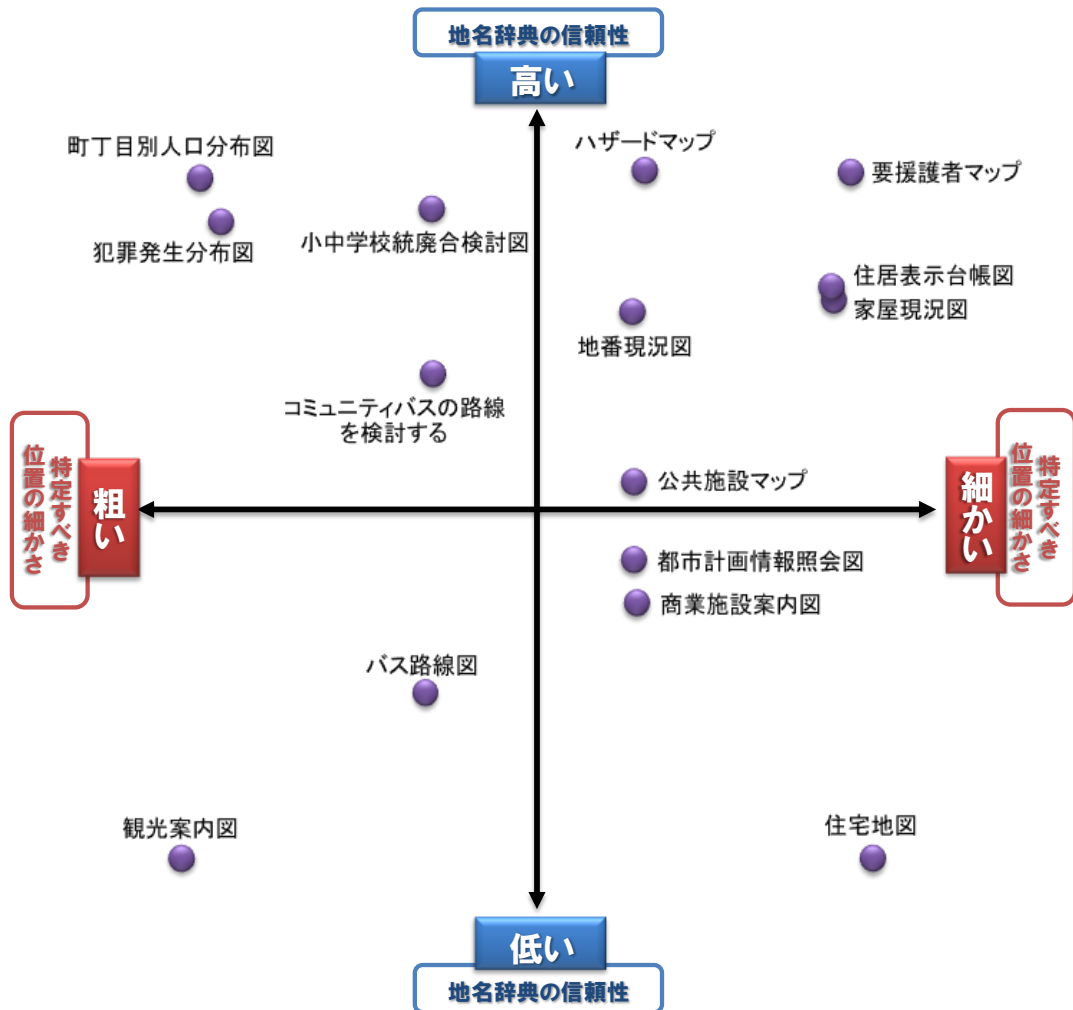 地名辞典の信頼性
高い
町丁目別人口分布図
ハザードマップ
要援護者マップ
犯罪発生分布図
小中学校統廃合検討図
住居表示台帳図
家屋現況図
地番現況図
コミュニティバスの路線
を検討する
特定すべき
位置の細かさ
粗い
公共施設マップ
細かい
特定すべき
位置の細かさ
都市計画情報照会図
商業施設案内図
バス路線図
観光案内図
住宅地図
低い
地名辞典の信頼性